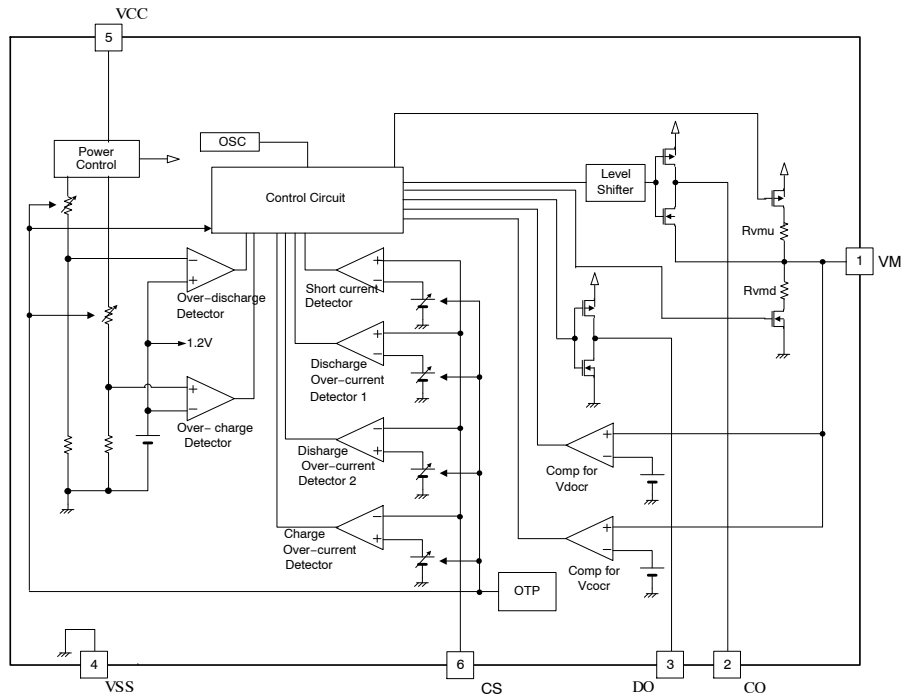 VCC
5
Power
Control
OSC
Control Circuit
Level
Shifter
Rvmu
1
VM
Rvmd
−
+
Over−discharge
Detector
1.2V
+
−
Over− charge
Detector
+
−
Short current
Detector
+
−
Discharge
Over−current
Detector 1
−
+
Disharge
Over−current
Detector 2
−
+
Charge
Over−current
Detector
+
−
Comp for
Vdocr
+
−
Comp for
Vcocr
OTP
4
VSS
6
CS
3
DO
2
CO